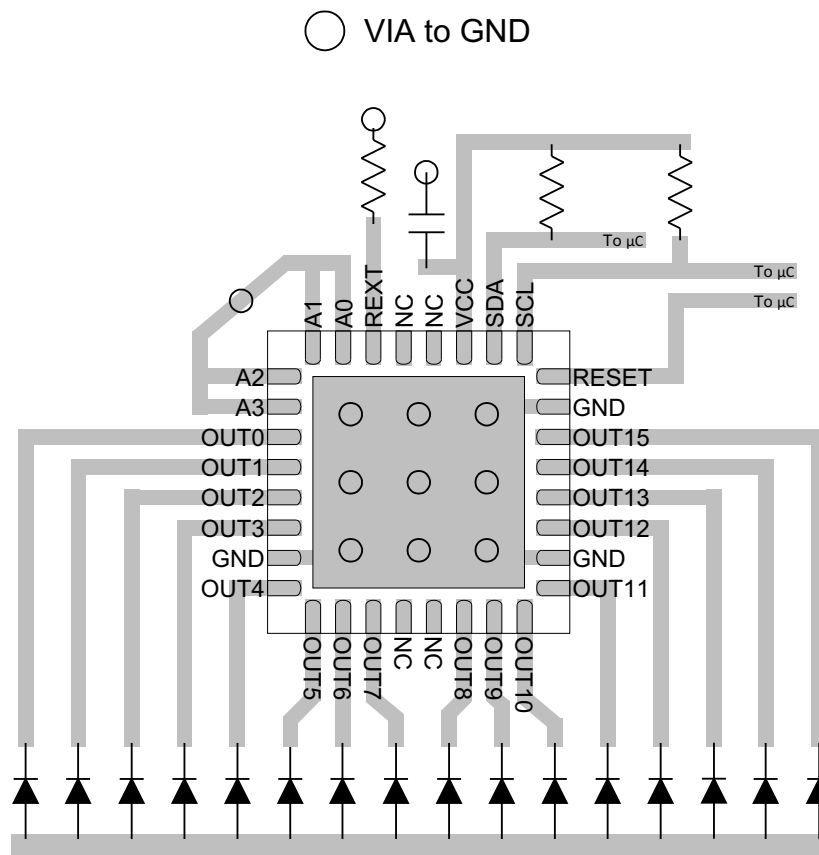 VIA to GND
To µC
To µC
To µC
A1
A0
REXT
NC
NC
VCC
SDA
SCL
A2
A3
OUT0
OUT1
OUT2
OUT3
GND
OUT4
RESET
GND
OUT15
OUT14
OUT13
OUT12
GND
OUT11
OUT5
OUT6
OUT7
NC
NC
OUT8
OUT9
OUT10